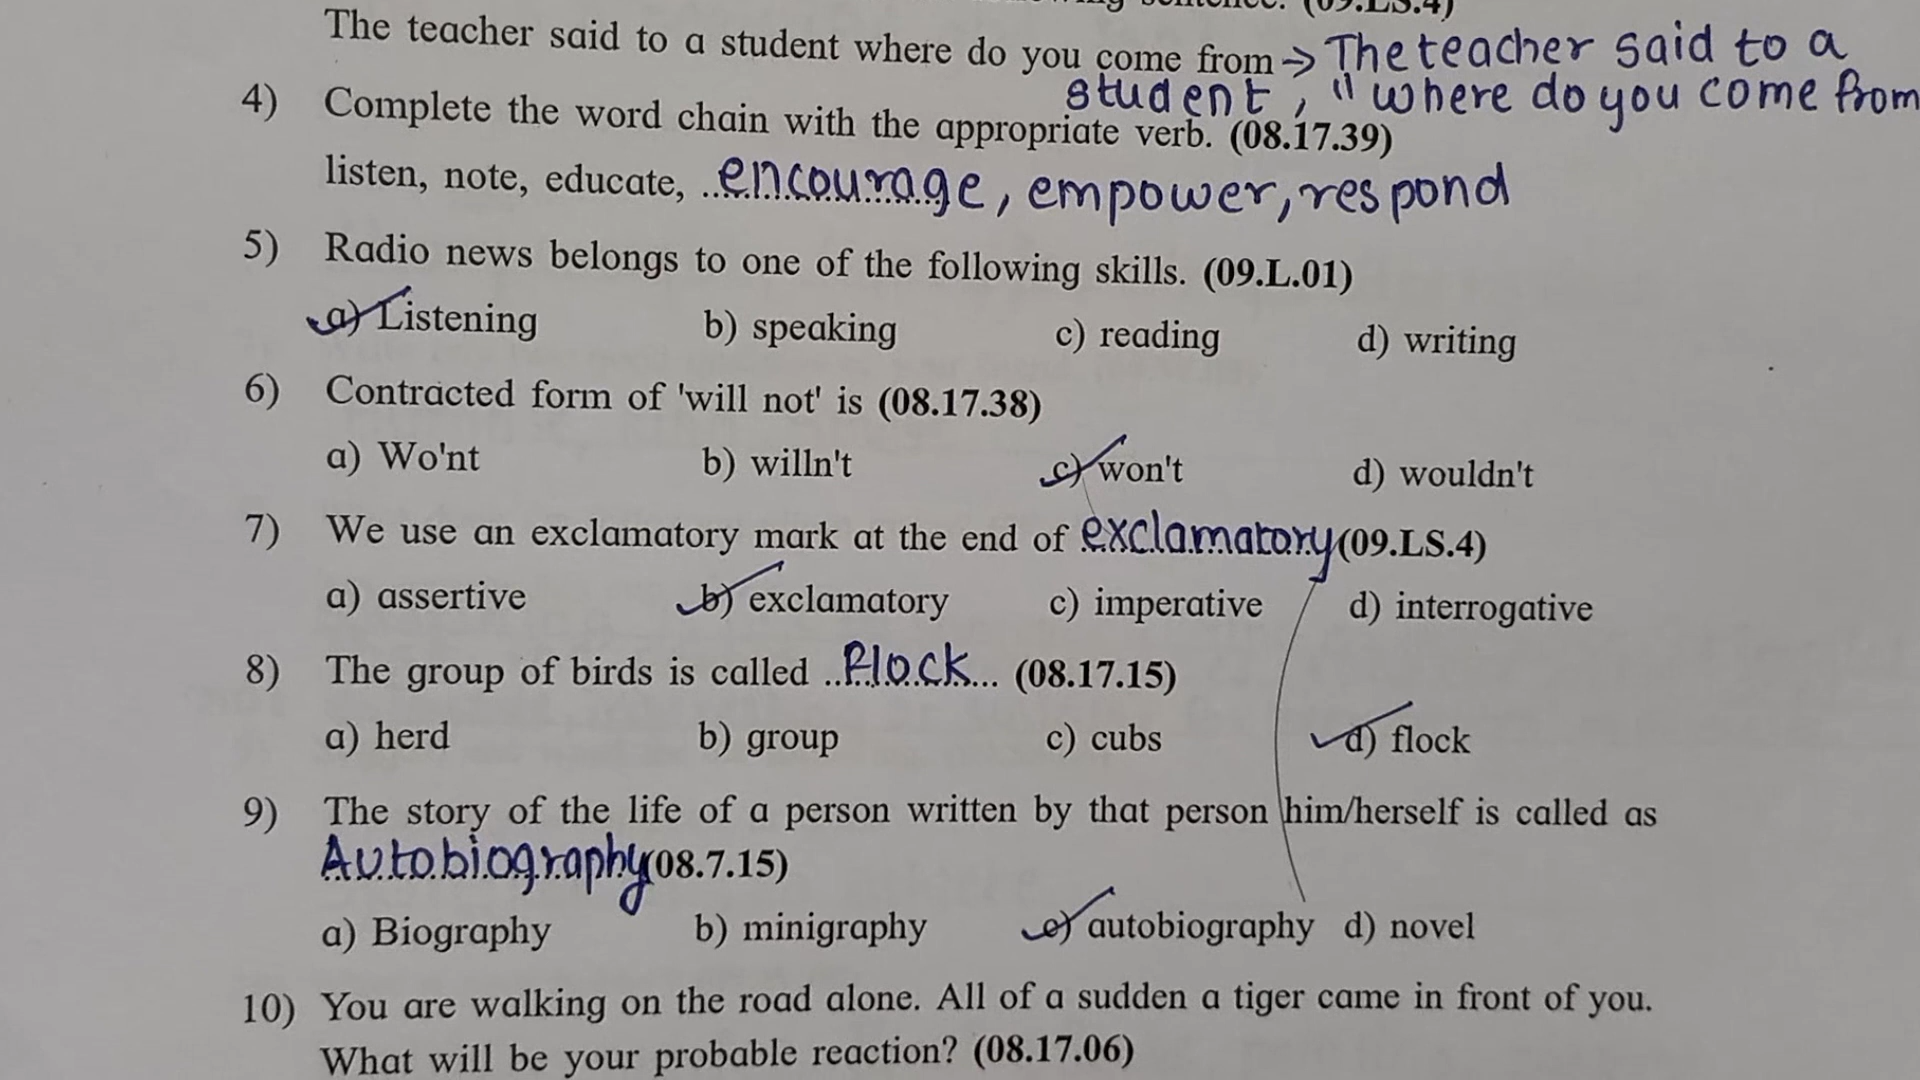 (09.LS.4)
The teacher said to a student where do you come from → The teacher said to a
student, " where do you come from
4) Complete the word chain with the appropriate verb. (08.17.39)
listen, note, educate, ..encourage, empower, respond
5) Radio news belongs to one of the following skills. (09.L.01)
a) Listening b) speaking c) reading d) writing
6) Contracted form of 'will not' is (08.17.38)
a) Wo'nt b) willn't c) won't d) wouldn't
7) We use an exclamatory mark at the end of exclamatory (09.LS.4)
a) assertive b) exclamatory c) imperative d) interrogative
8) The group of birds is called ..Flock... (08.17.15)
a) herd b) group c) cubs d) flock
9) The story of the life of a person written by that person him/herself is called as
Autobiography (08.7.15)
a) Biography b) minigraphy c) autobiography d) novel
10) You are walking on the road alone. All of a sudden a tiger came in front of you.
What will be your probable reaction? (08.17.06)